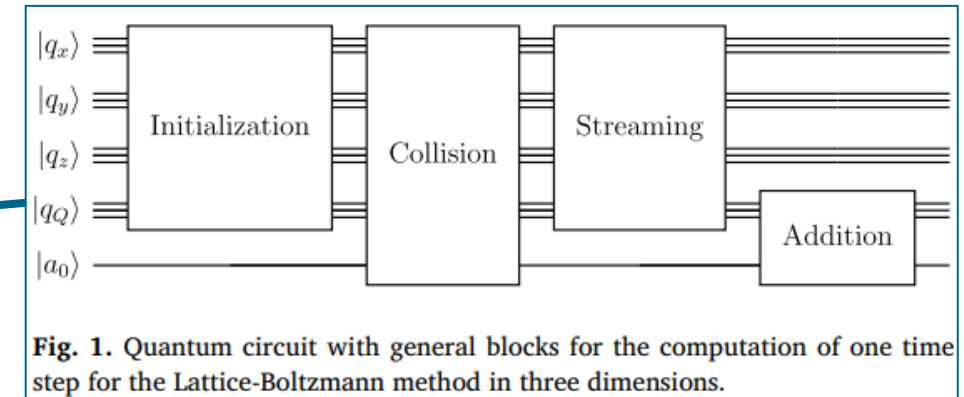 |q_x⟩
|q_y⟩
|q_z⟩
|q_Q⟩
|a_0⟩
Initialization
Collision
Streaming
Addition
Fig. 1. Quantum circuit with general blocks for the computation of one time
step for the Lattice-Boltzmann method in three dimensions.